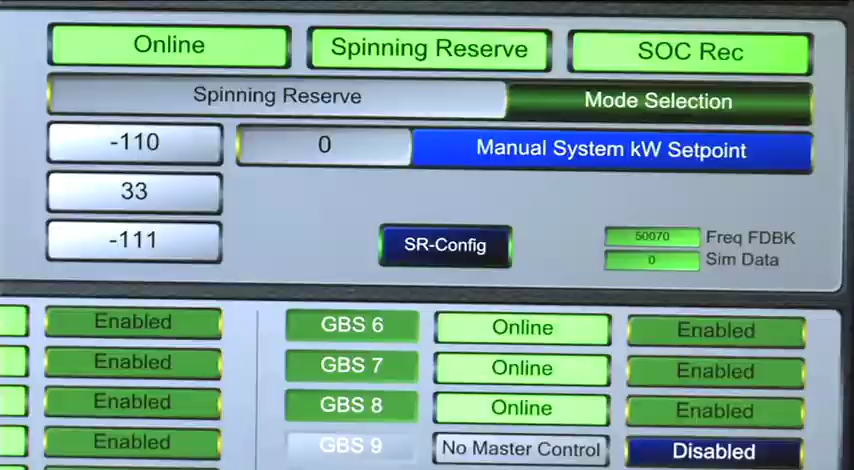 Online Spinning Reserve SOC Rec
Spinning Reserve Mode Selection
-110 0 Manual System kW Setpoint
33
-111 SR-Config 50070 Freq FDBK
0 Sim Data
Enabled GBS 6 Online Enabled
Enabled GBS 7 Online Enabled
Enabled GBS 8 Online Enabled
Enabled GBS 9 No Master Control Disabled